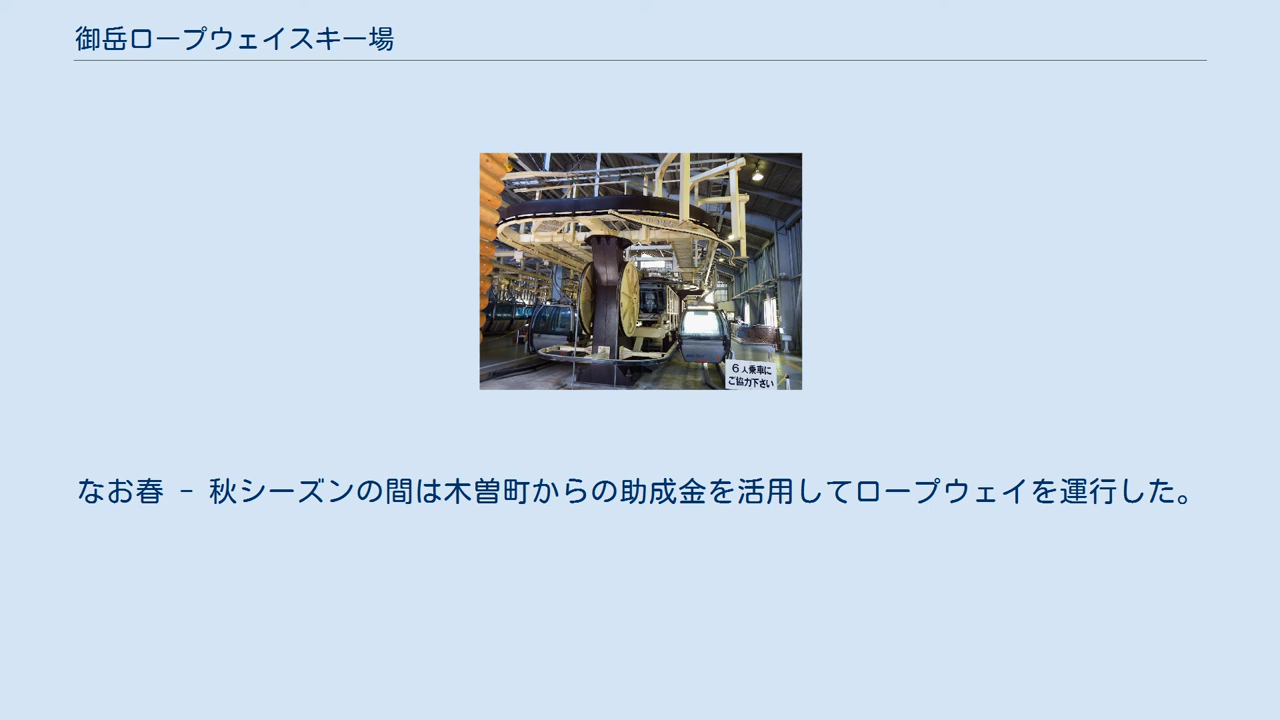 御岳ロープウェイスキー場
6人乗車に
ご協力下さい
なお春 - 秋シーズンの間は木曽町からの助成金を活用してロープウェイを運行した。